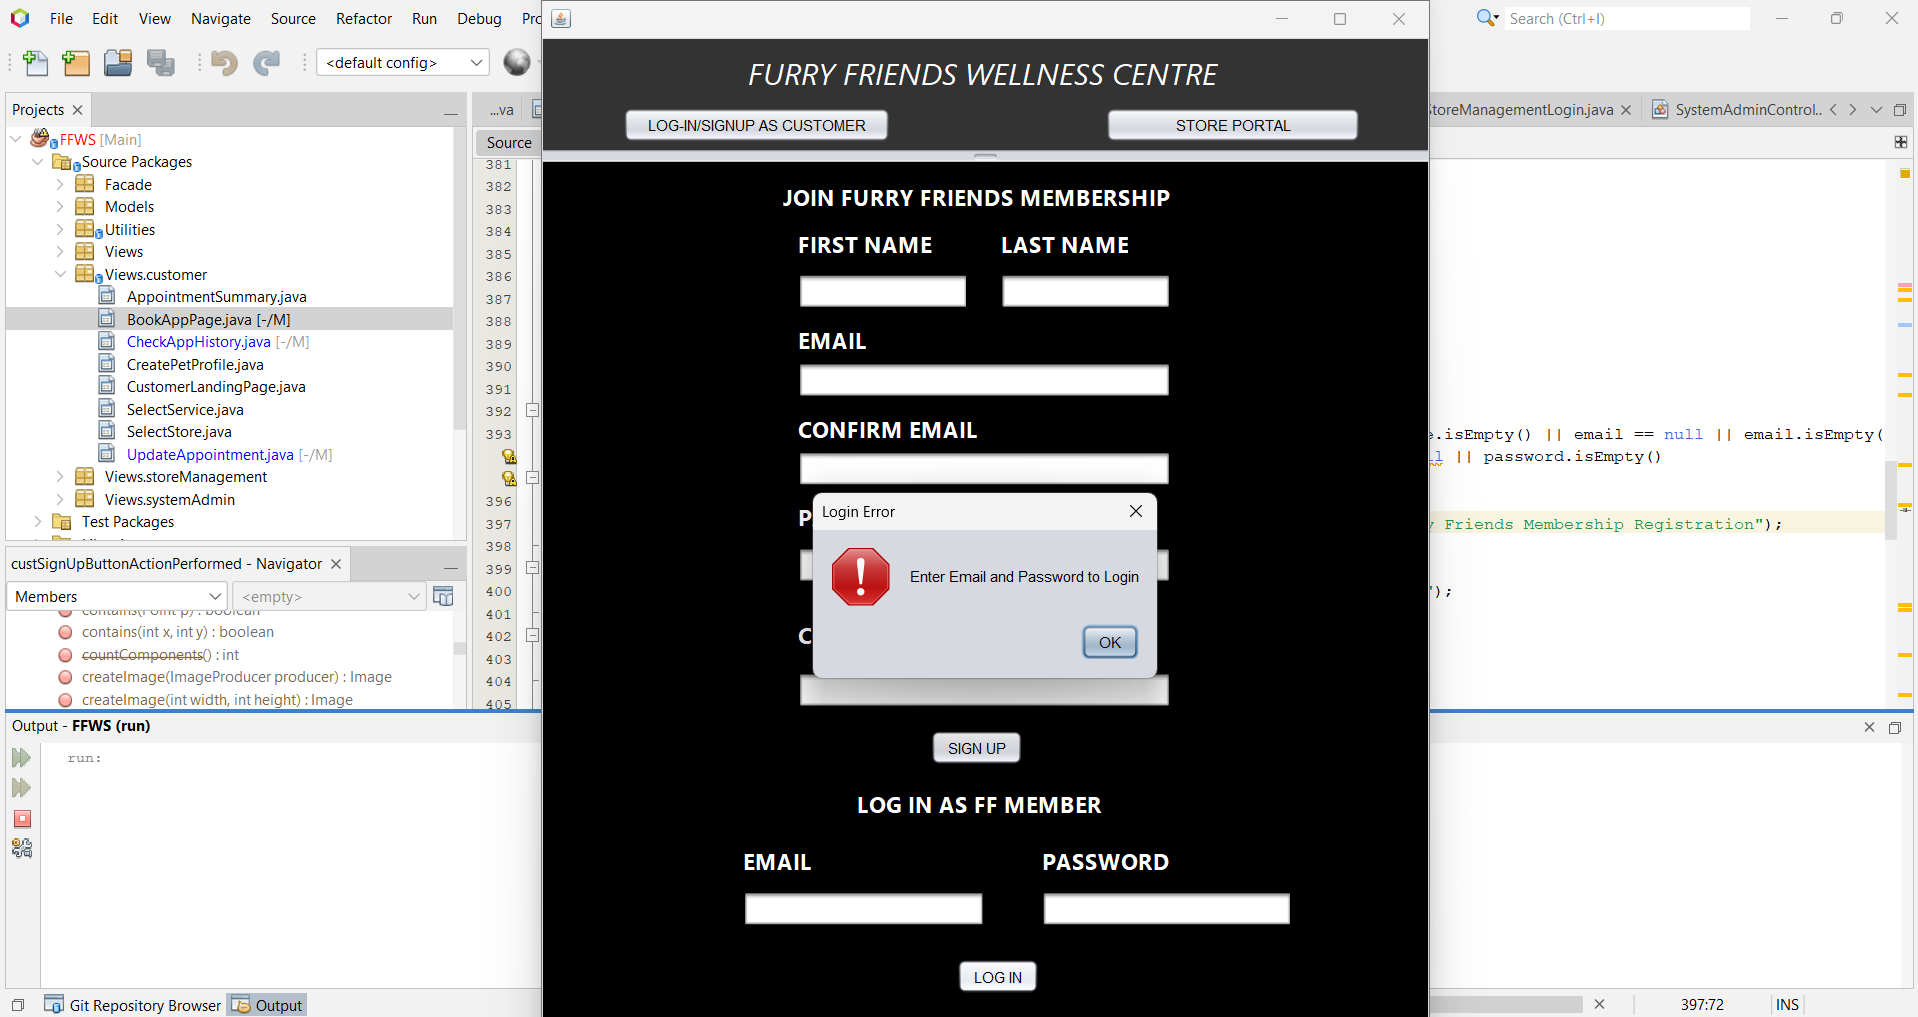 File Edit View Navigate Source Refactor Run Debug
Search (Ctrl+I)
<default config>
Projects
FFWS [Main]
Source Packages
Facade
Models
Utilities
Views
Views.customer
AppointmentSummary.java
BookAppPage.java [-/M]
CheckAppHistory.java [-/M]
CreatePetProfile.java
CustomerLandingPage.java
SelectService.java
SelectStore.java
UpdateAppointment.java [-/M]
Views.storeManagement
Views.systemAdmin
Test Packages
custSignUpButtonActionPerformed - Navigator
Members
<empty>
contains(int x, int y) : boolean
countComponents() : int
createImage(ImageProducer producer) : Image
createImage(int width, int height) : Image
...va
Source
381
382
383
384
385
386
387
388
389
390
391
392
393
396
397
398
399
400
401
402
403
404
405
FURRY FRIENDS WELLNESS CENTRE
LOG-IN/SIGNUP AS CUSTOMER
STORE PORTAL
JOIN FURRY FRIENDS MEMBERSHIP
FIRST NAME
LAST NAME
EMAIL
CONFIRM EMAIL
Login Error
Enter Email and Password to Login
OK
SIGN UP
LOG IN AS FF MEMBER
EMAIL
PASSWORD
LOG IN
toreManagementLogin.java
SystemAdminControl..
.isEmpty() || email == null || email.isEmpty(
|| password.isEmpty()
Friends Membership Registration");
");
Output - FFWS (run)
run:
Git Repository Browser
Output
397:72
INS